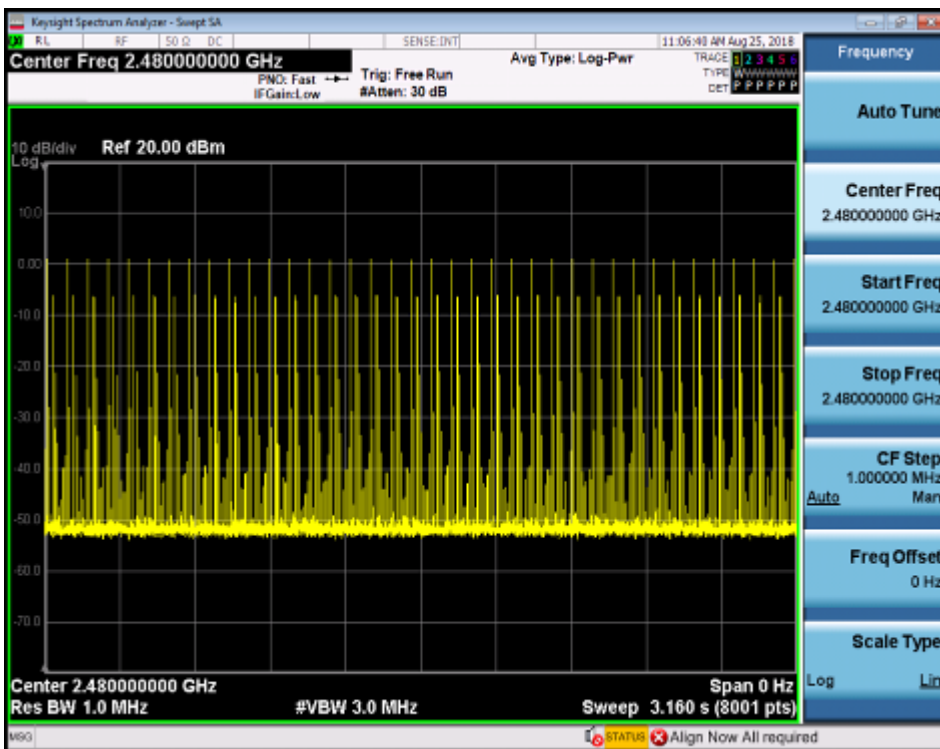 Keysight Spectrum Analyzer - Swept SA
RL RF 50 Ω DC SENSE:INT 11:06:40 AM Aug 25, 2018
Center Freq 2.480000000 GHz
Avg Type: Log-Pwr
TRACE 1 2 3 4 5 6
PNO: Fast
Trig: Free Run
TYPE WWWWWW
IFGain:Low
#Atten: 30 dB
DET P P P P P P
10 dB/div Ref 20.00 dBm
Log
10.0
0.00
-10.0
-20.0
-30.0
-40.0
-50.0
-60.0
-70.0
Center 2.480000000 GHz
Span 0 Hz
Res BW 1.0 MHz
#VBW 3.0 MHz
Sweep 3.160 s (8001 pts)
MSG
STATUS
Align Now All required
Frequency
Auto Tune
Center Freq
2.480000000 GHz
Start Freq
2.480000000 GHz
Stop Freq
2.480000000 GHz
CF Step
1.000000 MHz
Auto Man
Freq Offset
0 Hz
Scale Type
Log Lin